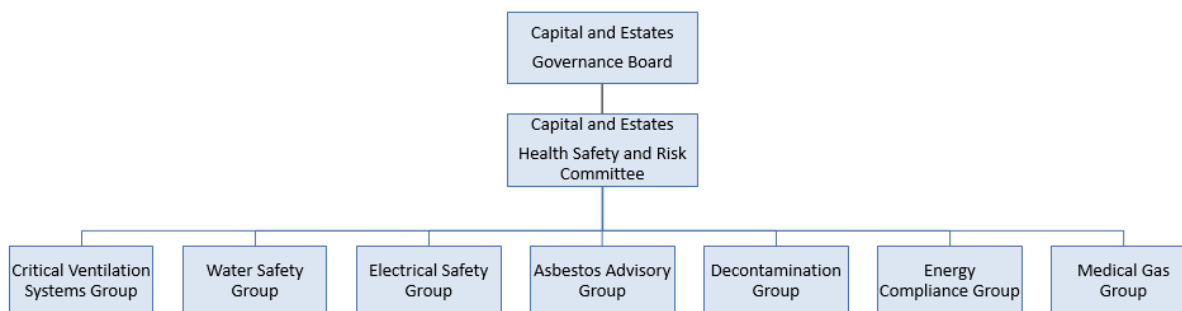 Capital and Estates
Governance Board
Capital and Estates
Health Safety and Risk
Committee
Critical Ventilation
Systems Group
Water Safety
Group
Electrical Safety
Group
Asbestos Advisory
Group
Decontamination
Group
Energy
Compliance Group
Medical Gas
Group